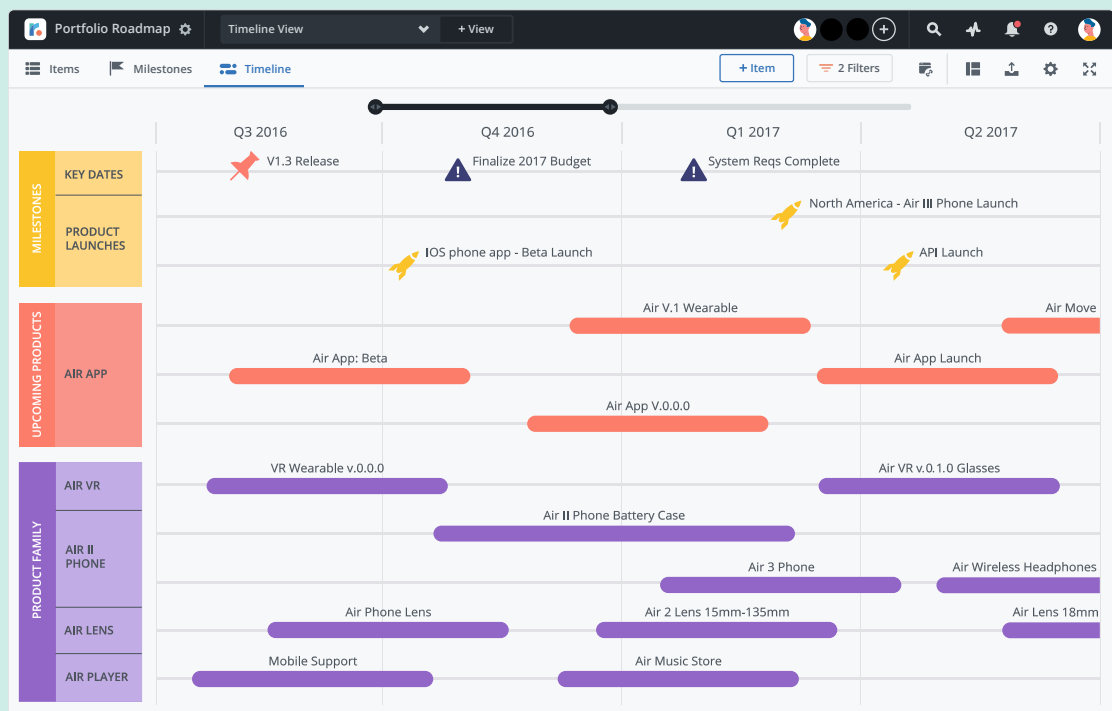 Portfolio Roadmap
Timeline View
+ View
Items
Milestones
Timeline
+ Item
2 Filters
Q3 2016
Q4 2016
Q1 2017
Q2 2017
MILESTONES
KEY DATES
V1.3 Release
Finalize 2017 Budget
System Reqs Complete
PRODUCT
LAUNCHES
North America - Air III Phone Launch
IOS phone app - Beta Launch
API Launch
UPCOMING PRODUCTS
AIR APP
Air V.1 Wearable
Air Move
Air App: Beta
Air App Launch
Air App V.0.0.0
PRODUCT FAMILY
AIR VR
VR Wearable v.0.0.0
Air VR v.0.1.0 Glasses
AIR II
PHONE
Air II Phone Battery Case
Air 3 Phone
Air Wireless Headphones
AIR LENS
Air Phone Lens
Air 2 Lens 15mm-135mm
Air Lens 18mm
AIR PLAYER
Mobile Support
Air Music Store